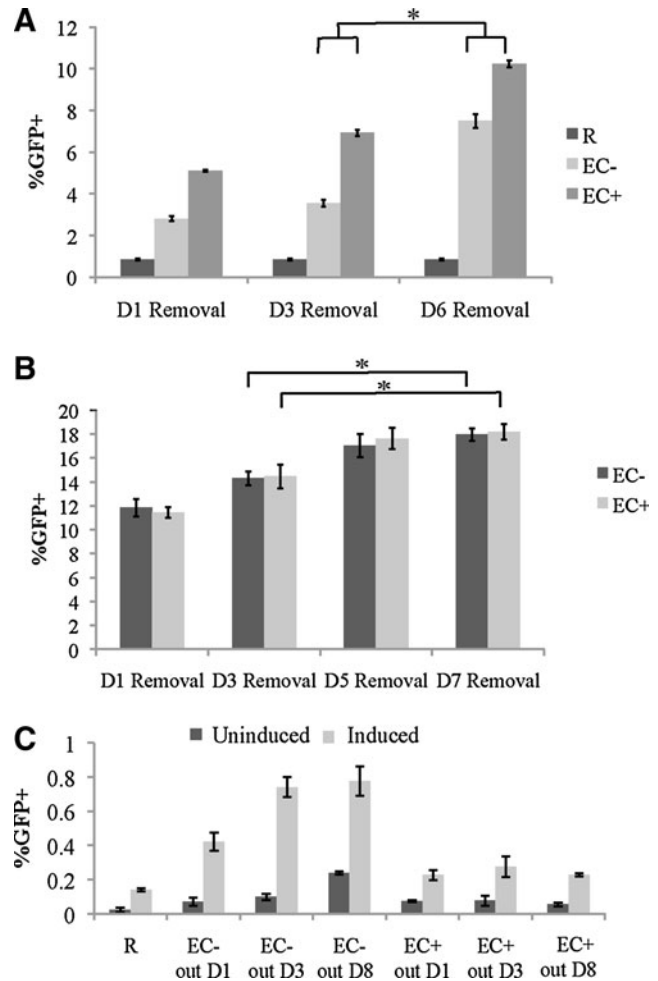 A
*
12
10
8
6
4
2
0
%GFP+
R
EC-
EC+
D1 Removal D3 Removal D6 Removal
B
*
*
20
18
16
14
12
10
8
6
4
2
0
%GFP+
EC-
EC+
D1 Removal D3 Removal D5 Removal D7 Removal
C
Uninduced Induced
1
0.8
0.6
0.4
0.2
0
%GFP+
R EC- EC- EC- EC+ EC+ EC+
out D1 out D3 out D8 out D1 out D3 out D8